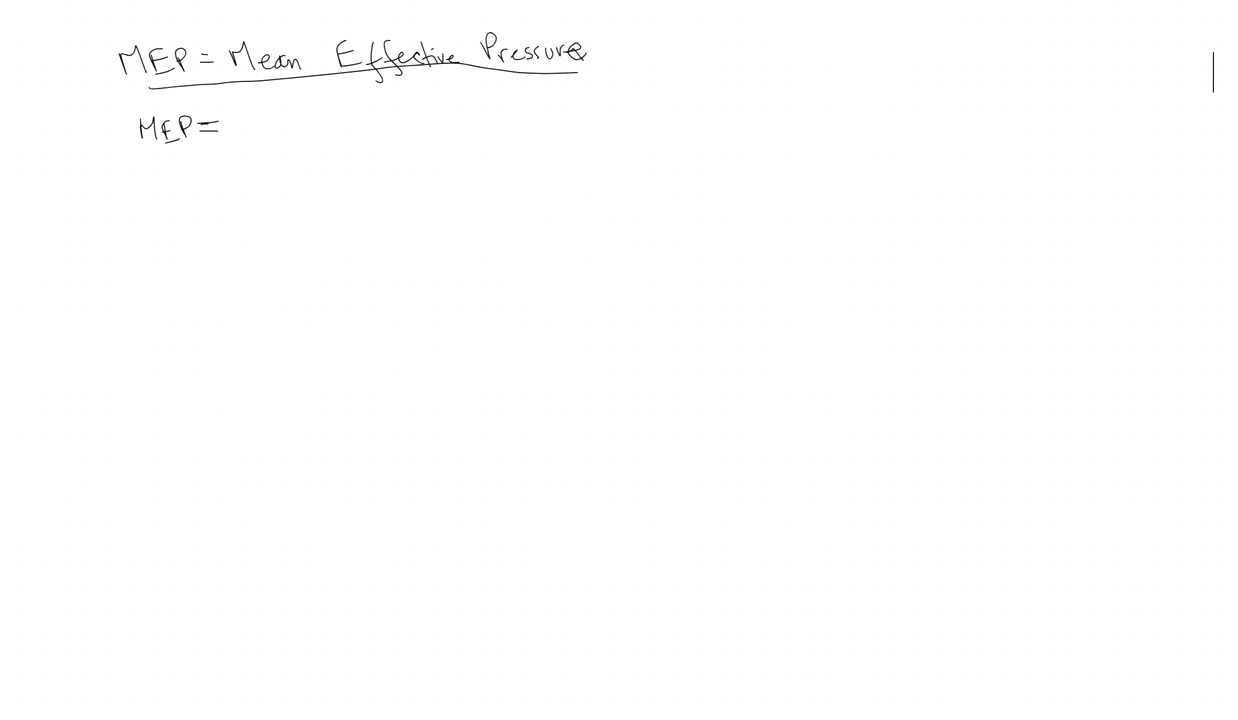 MEP = Mean Effective Pressure
MEP =